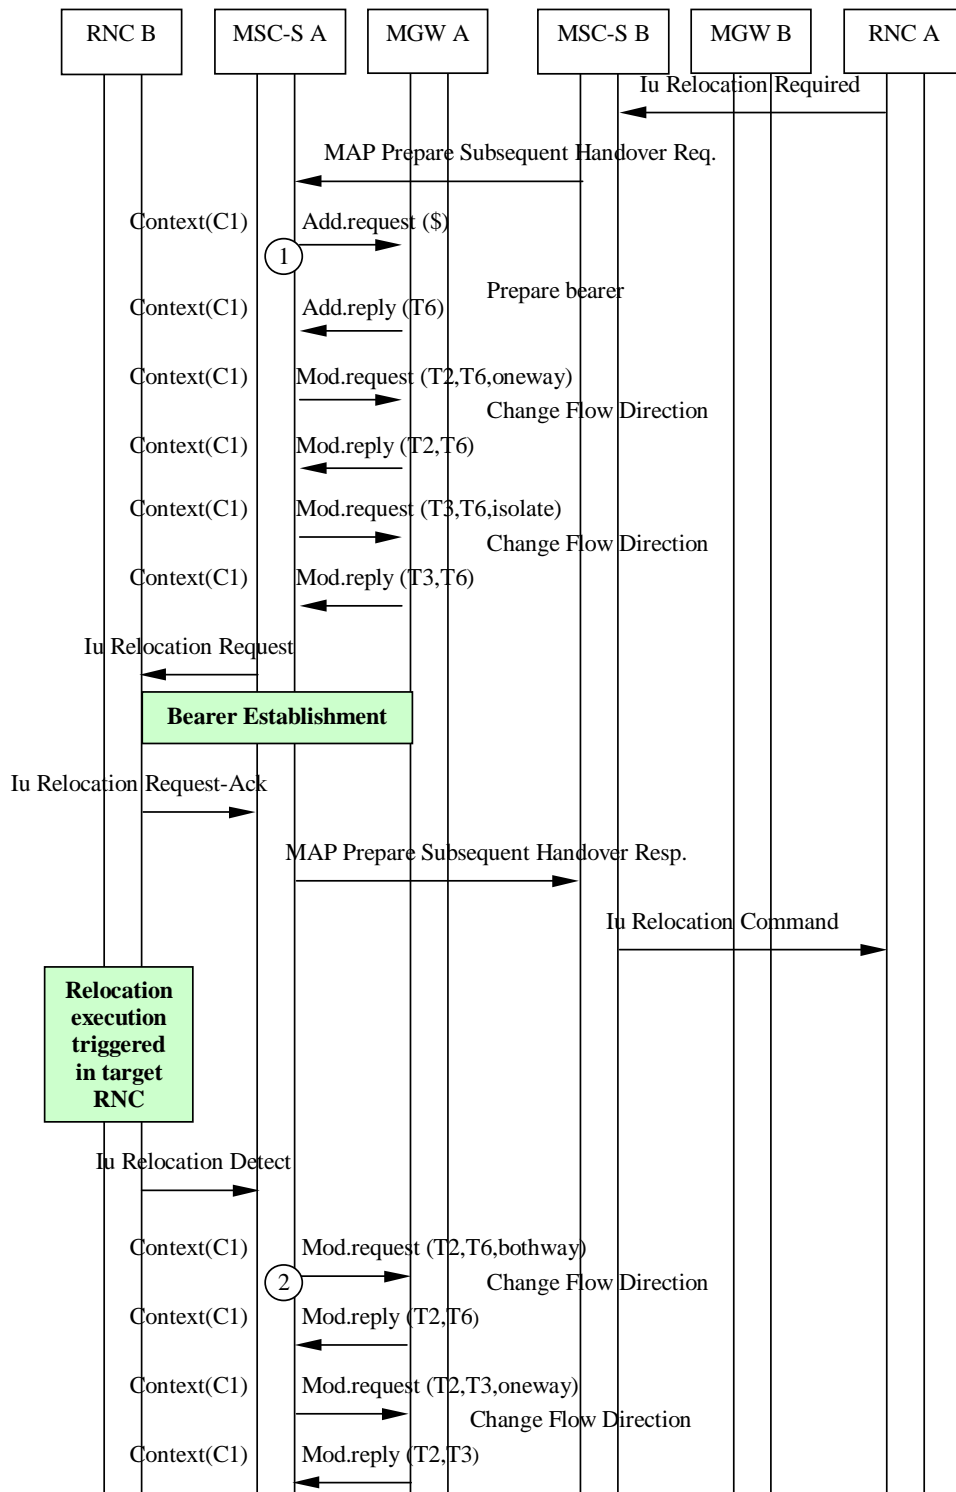 RNC B MSC-S A MGW A MSC-S B MGW B RNC A
Iu Relocation Required
MAP Prepare Subsequent Handover Req.
Context(C1) Add.request ($)
1
Prepare bearer
Context(C1) Add.reply (T6)
Context(C1) Mod.request (T2,T6,oneway)
Change Flow Direction
Context(C1) Mod.reply (T2,T6)
Context(C1) Mod.request (T3,T6,isolate)
Change Flow Direction
Context(C1) Mod.reply (T3,T6)
Iu Relocation Request
Bearer Establishment
Iu Relocation Request-Ack
MAP Prepare Subsequent Handover Resp.
Iu Relocation Command
Relocation
execution
triggered
in target
RNC
Iu Relocation Detect
Context(C1) Mod.request (T2,T6,bothway)
2 Change Flow Direction
Context(C1) Mod.reply (T2,T6)
Context(C1) Mod.request (T2,T3,oneway)
Change Flow Direction
Context(C1) Mod.reply (T2,T3)